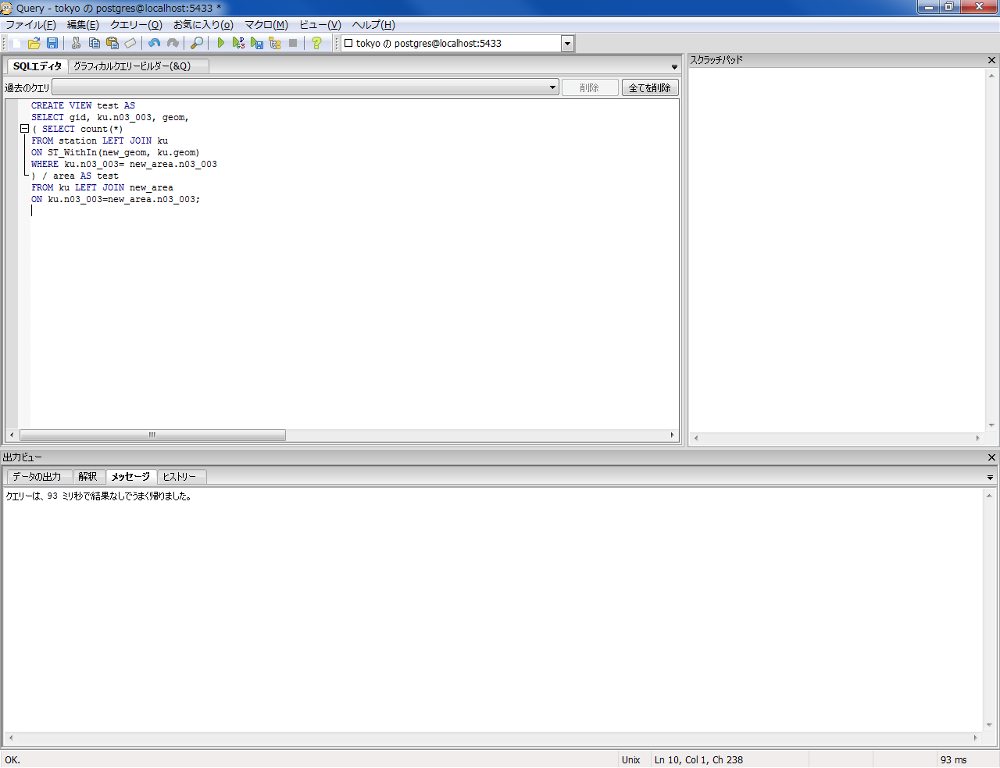 Query - tokyo の postgres@localhost:5433 *
ファイル(F) 編集(E) クエリー(Q) お気に入り(o) マクロ(M) ビュー(V) ヘルプ(H)
tokyo の postgres@localhost:5433
SQLエディタ グラフィカルクエリービルダー(&Q)
過去のクエリ 削除 全てを削除
CREATE VIEW test AS
SELECT gid, ku.n03_003, geom,
( SELECT count(*)
FROM station LEFT JOIN ku
ON ST_WithIn(new_geom, ku.geom)
WHERE ku.n03_003= new_area.n03_003
) / area AS test
FROM ku LEFT JOIN new_area
ON ku.n03_003=new_area.n03_003;
スクラッチパッド
出力ビュー
データの出力 解釈 メッセージ ヒストリー
クエリーは、93 ミリ秒で結果なしでうまく帰りました。
OK. Unix Ln 10, Col 1, Ch 238 93 ms